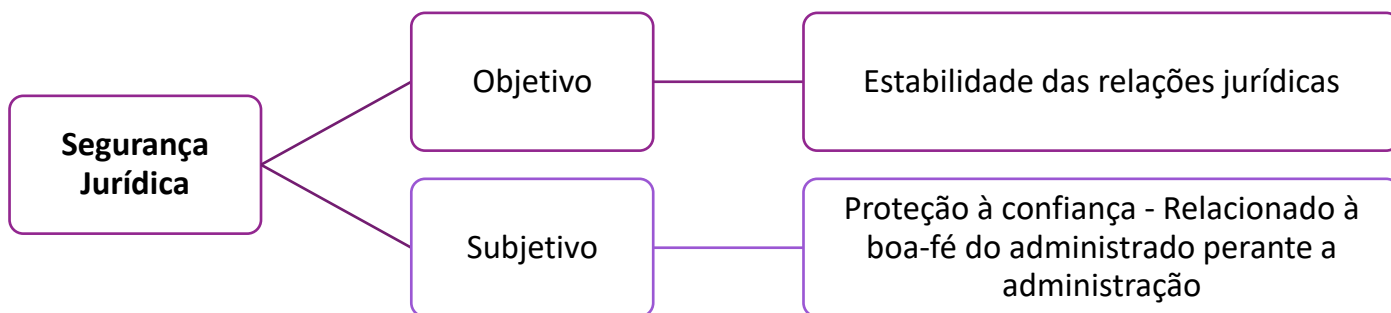 Segurança
Jurídica
Objetivo
Estabilidade das relações jurídicas
Subjetivo
Proteção à confiança - Relacionado à
boa-fé do administrado perante a
administração